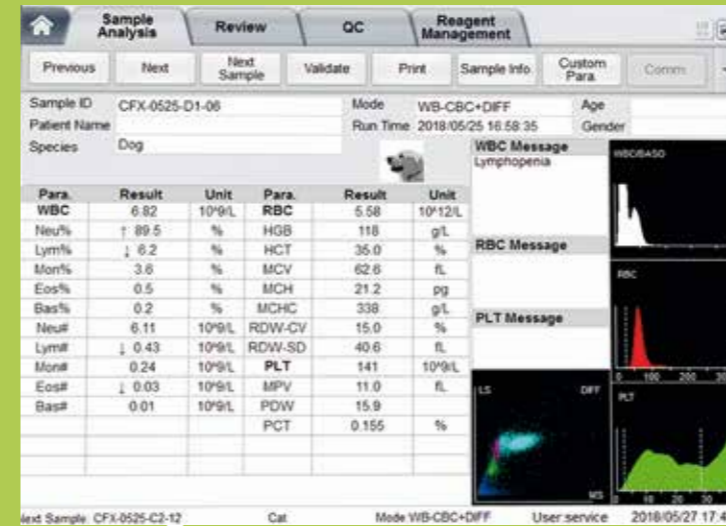 Sample Analysis
Review
QC
Reagent Management
Previous
Next
Next Sample
Validate
Print
Sample Info
Custom Para.
Comm.
Sample ID CFX-0525-D1-06 Mode WB-CBC+DIFF Age
Patient Name Run Time 2018/05/25 16:58:35 Gender
Species Dog
WBC Message
Lymphopenia
RBC Message
PLT Message
Para. Result Unit Para. Result Unit
WBC 6.82 10^9/L RBC 5.58 10^12/L
Neu% ↑ 89.5 % HGB 118 g/L
Lym% ↓ 6.2 % HCT 35.0 %
Mon% 3.6 % MCV 62.6 fL
Eos% 0.5 % MCH 21.2 pg
Bas% 0.2 % MCHC 338 g/L
Neu# 6.11 10^9/L RDW-CV 15.0 %
Lym# ↓ 0.43 10^9/L RDW-SD 40.6 fL
Mon# 0.24 10^9/L PLT 141 10^9/L
Eos# ↓ 0.03 10^9/L MPV 11.0 fL
Bas# 0.01 10^9/L PDW 15.9
PCT 0.155 %
WBC/BASO
RBC
0 100 200
PLT
0 10 20 30
LS DIFF
MS
Next Sample: CFX-0525-C2-12 Cat Mode WB-CBC+DIFF User:service 2018/05/27 17:4